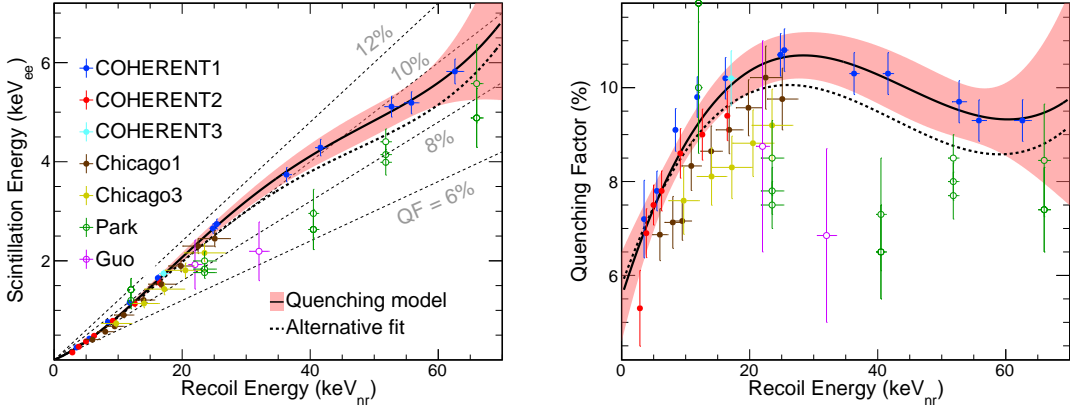 Scintillation Energy (keVee)
6
4
2
0
20
40
60
Recoil Energy (keVnr)
COHERENT1
COHERENT2
COHERENT3
Chicago1
Chicago3
Park
Guo
12%
10%
8%
QF = 6%
Quenching model
Alternative fit
Quenching Factor (%)
10
8
6
0
20
40
60
Recoil Energy (keVnr)